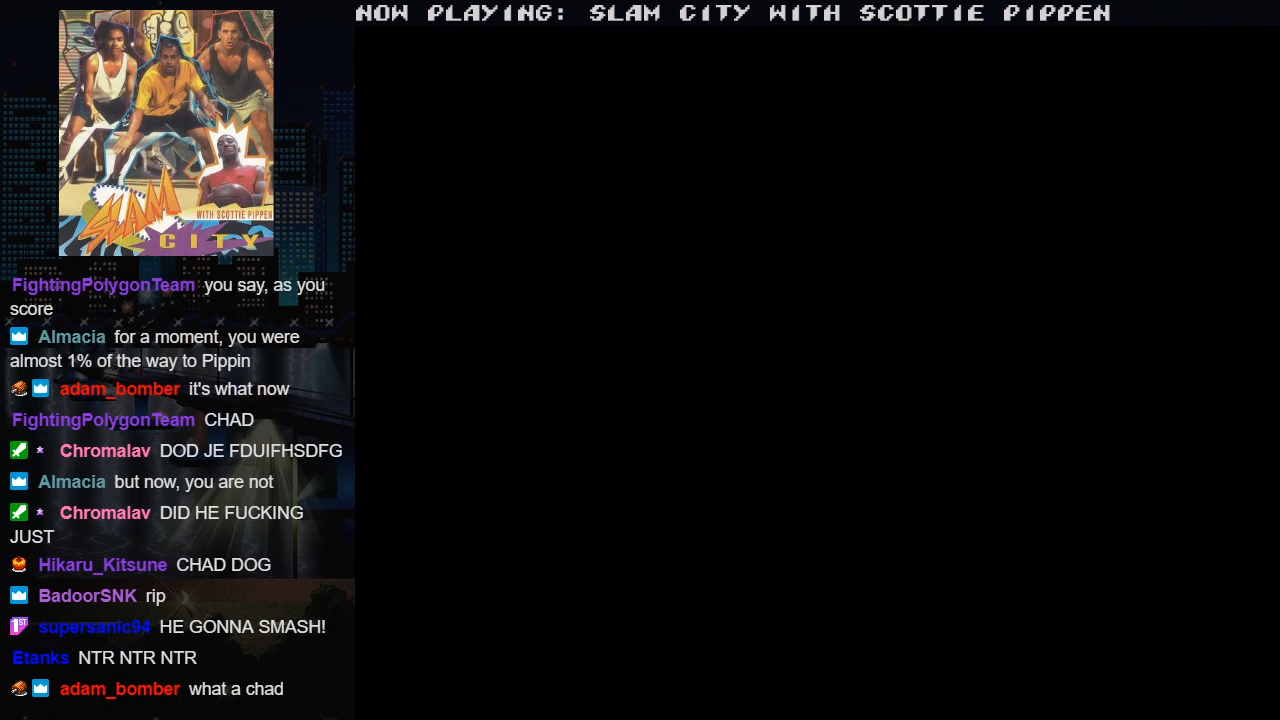 NOW PLAYING: SLAM CITY WITH SCOTTIE PIPPEN
SLAM
WITH SCOTTIE PIPPEN
CITY
FightingPolygonTeam you say, as you
score
Almacia for a moment, you were
almost 1% of the way to Pippin
adam_bomber it's what now
FightingPolygonTeam CHAD
Chromalav DOD JE FDUIFHSDFG
Almacia but now, you are not
Chromalav DID HE FUCKING
JUST
Hikaru_Kitsune CHAD DOG
BadoorSNK rip
1ST supersanic94 HE GONNA SMASH!
Etanks NTR NTR NTR
adam_bomber what a chad